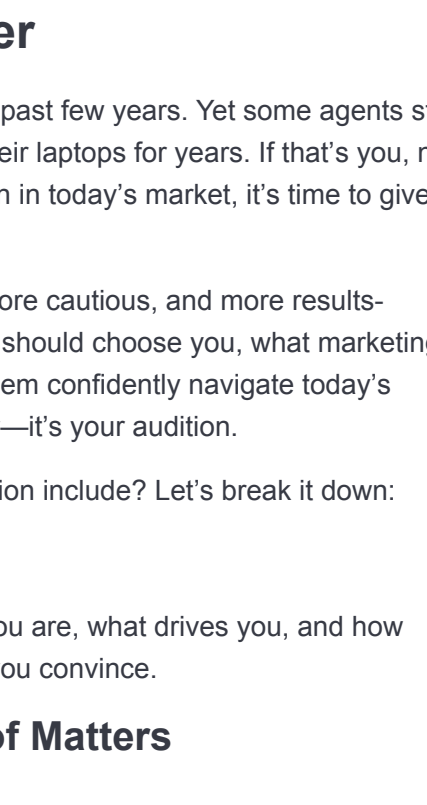 er
past few years. Yet some agents st
eir laptops for years. If that’s you, n
n in today’s market, it’s time to give
ore cautious, and more results-
should choose you, what marketing
em confidently navigate today’s
—it’s your audition.
ion include? Let’s break it down:
ou are, what drives you, and how
ou convince.
of Matters